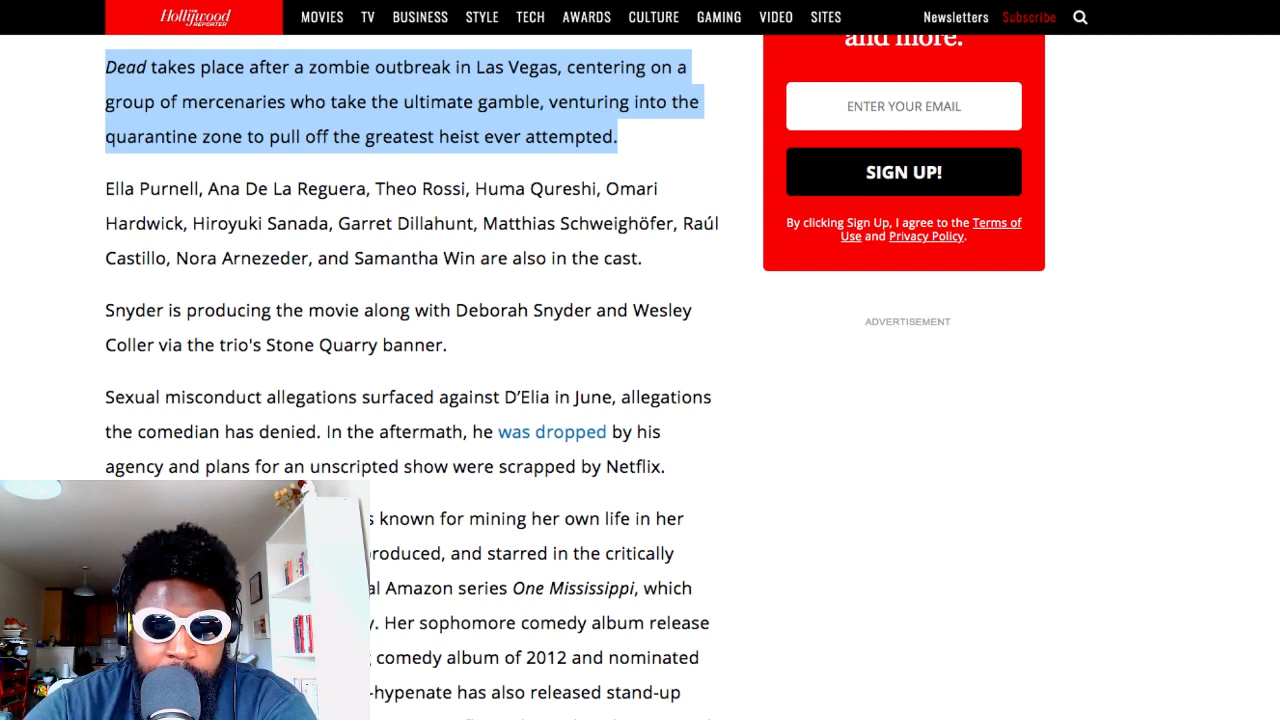 THE
Hollywood
REPORTER
MOVIES TV BUSINESS STYLE TECH AWARDS CULTURE GAMING VIDEO SITES
Newsletters Subscribe
Dead takes place after a zombie outbreak in Las Vegas, centering on a
group of mercenaries who take the ultimate gamble, venturing into the
quarantine zone to pull off the greatest heist ever attempted.
Ella Purnell, Ana De La Reguera, Theo Rossi, Huma Qureshi, Omari
Hardwick, Hiroyuki Sanada, Garret Dillahunt, Matthias Schweighöfer, Raúl
Castillo, Nora Arnezeder, and Samantha Win are also in the cast.
Snyder is producing the movie along with Deborah Snyder and Wesley
Coller via the trio's Stone Quarry banner.
Sexual misconduct allegations surfaced against D’Elia in June, allegations
the comedian has denied. In the aftermath, he was dropped by his
agency and plans for an unscripted show were scrapped by Netflix.
s known for mining her own life in her
roduced, and starred in the critically
al Amazon series One Mississippi, which
y. Her sophomore comedy album release
g comedy album of 2012 and nominated
-hyphenate has also released stand-up
and more.
ENTER YOUR EMAIL
SIGN UP!
By clicking Sign Up, I agree to the Terms of
Use and Privacy Policy.
ADVERTISEMENT